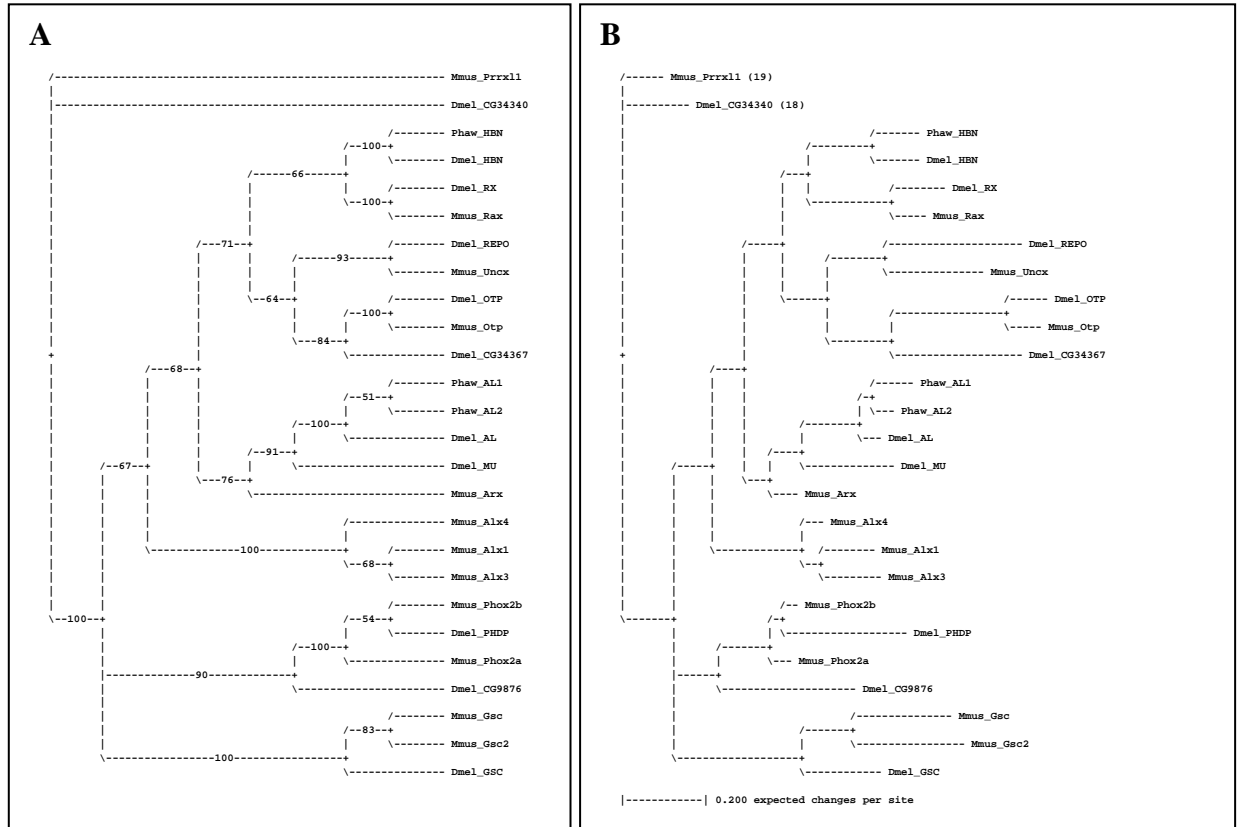 A
Mmus_Prrxl1
Dmel_CG34340
Phaw_HBN
100
Dmel_HBN
66
Dmel_RX
100
Mmus_Rax
71
Dmel_REPO
93
Mmus_Uncx
64
Dmel_OTP
100
Mmus_Otp
84
Dmel_CG34367
68
Phaw_AL1
51
Phaw_AL2
100
Dmel_AL
91
Dmel_MU
67
76
Mmus_Arx
Mmus_Alx4
100
Mmus_Alx1
68
Mmus_Alx3
Mmus_Phox2b
100
54
Dmel_PHDP
100
Mmus_Phox2a
90
Dmel_CG9876
Mmus_Gsc
83
Mmus_Gsc2
100
Dmel_GSC
B
Mmus_Prrxl1 (19)
Dmel_CG34340 (18)
Phaw_HBN
Dmel_HBN
Dmel_RX
Mmus_Rax
Dmel_REPO
Mmus_Uncx
Dmel_OTP
Mmus_Otp
Dmel_CG34367
Phaw_AL1
Phaw_AL2
Dmel_AL
Dmel_MU
Mmus_Arx
Mmus_Alx4
Mmus_Alx1
Mmus_Alx3
Mmus_Phox2b
Dmel_PHDP
Mmus_Phox2a
Dmel_CG9876
Mmus_Gsc
Mmus_Gsc2
Dmel_GSC
0.200 expected changes per site